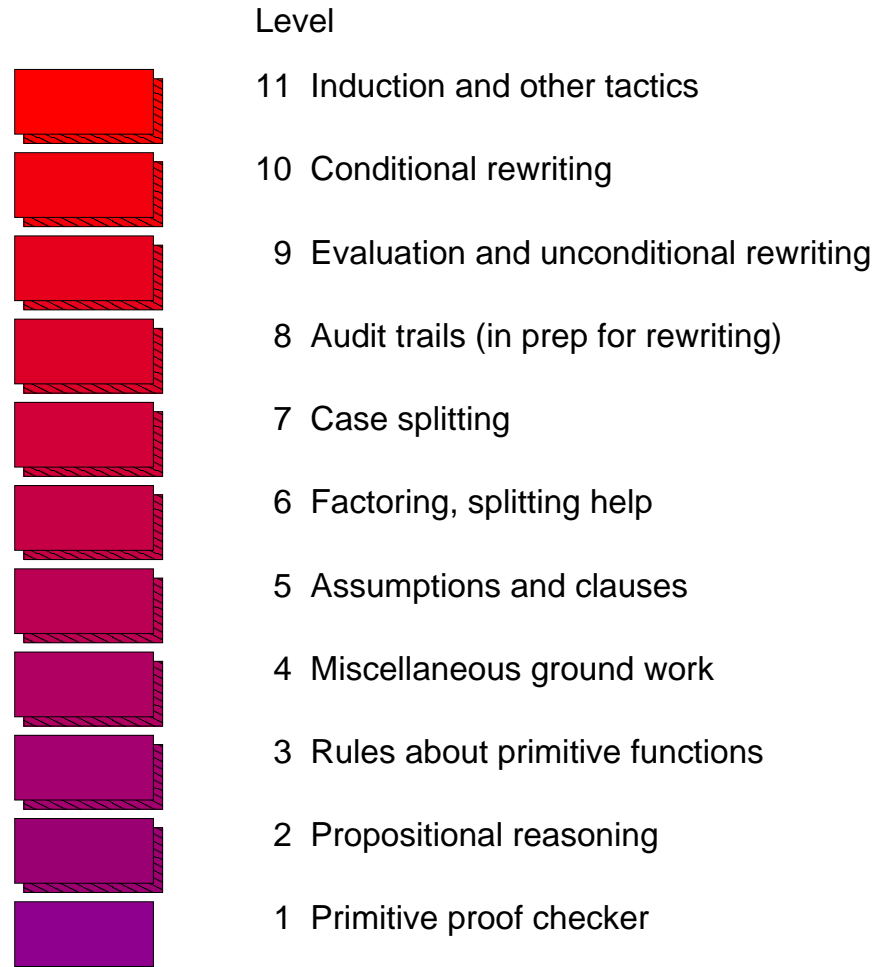 Level
11 Induction and other tactics
10 Conditional rewriting
9 Evaluation and unconditional rewriting
8 Audit trails (in prep for rewriting)
7 Case splitting
6 Factoring, splitting help
5 Assumptions and clauses
4 Miscellaneous ground work
3 Rules about primitive functions
2 Propositional reasoning
1 Primitive proof checker